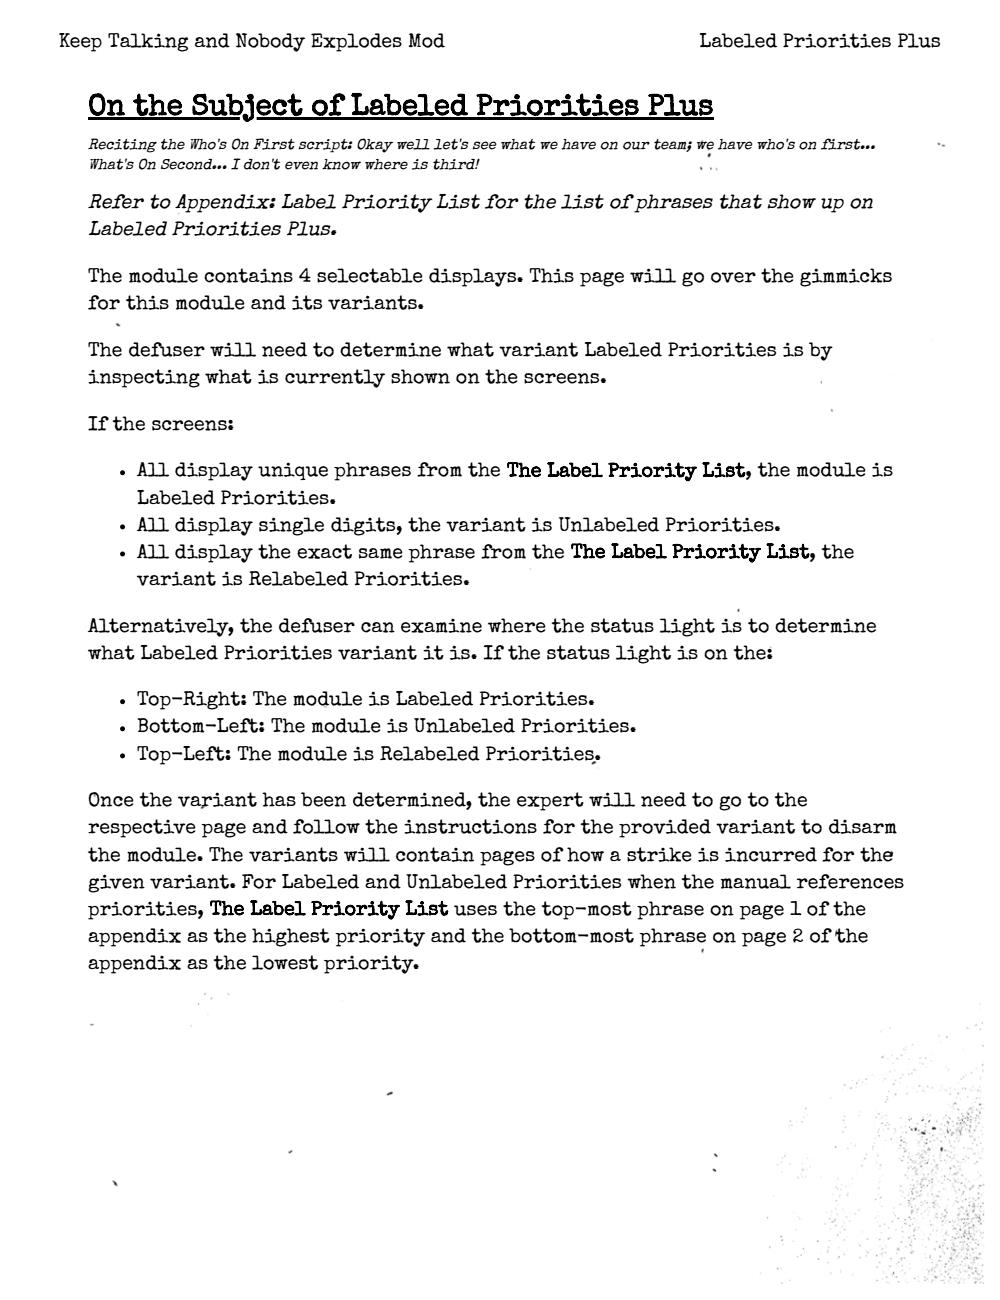 Keep Talking and Nobody Explodes Mod
Labeled Priorities Plus
On the Subject of Labeled Priorities Plus
Reciting the Who's On First script: Okay well let's see what we have on our team; we have who's on first...
What's On Second... I don't even know where is third!
Refer to Appendix: Label Priority List for the list of phrases that show up on
Labeled Priorities Plus.
The module contains 4 selectable displays. This page will go over the gimmicks
for this module and its variants.
The defuser will need to determine what variant Labeled Priorities is by
inspecting what is currently shown on the screens.
If the screens:
• All display unique phrases from the The Label Priority List, the module is
Labeled Priorities.
• All display single digits, the variant is Unlabeled Priorities.
• All display the exact same phrase from the The Label Priority List, the
variant is Relabeled Priorities.
Alternatively, the defuser can examine where the status light is to determine
what Labeled Priorities variant it is. If the status light is on the:
• Top-Right: The module is Labeled Priorities.
• Bottom-Left: The module is Unlabeled Priorities.
• Top-Left: The module is Relabeled Priorities.
Once the variant has been determined, the expert will need to go to the
respective page and follow the instructions for the provided variant to disarm
the module. The variants will contain pages of how a strike is incurred for the
given variant. For Labeled and Unlabeled Priorities when the manual references
priorities, The Label Priority List uses the top-most phrase on page 1 of the
appendix as the highest priority and the bottom-most phrase on page 2 of the
appendix as the lowest priority.